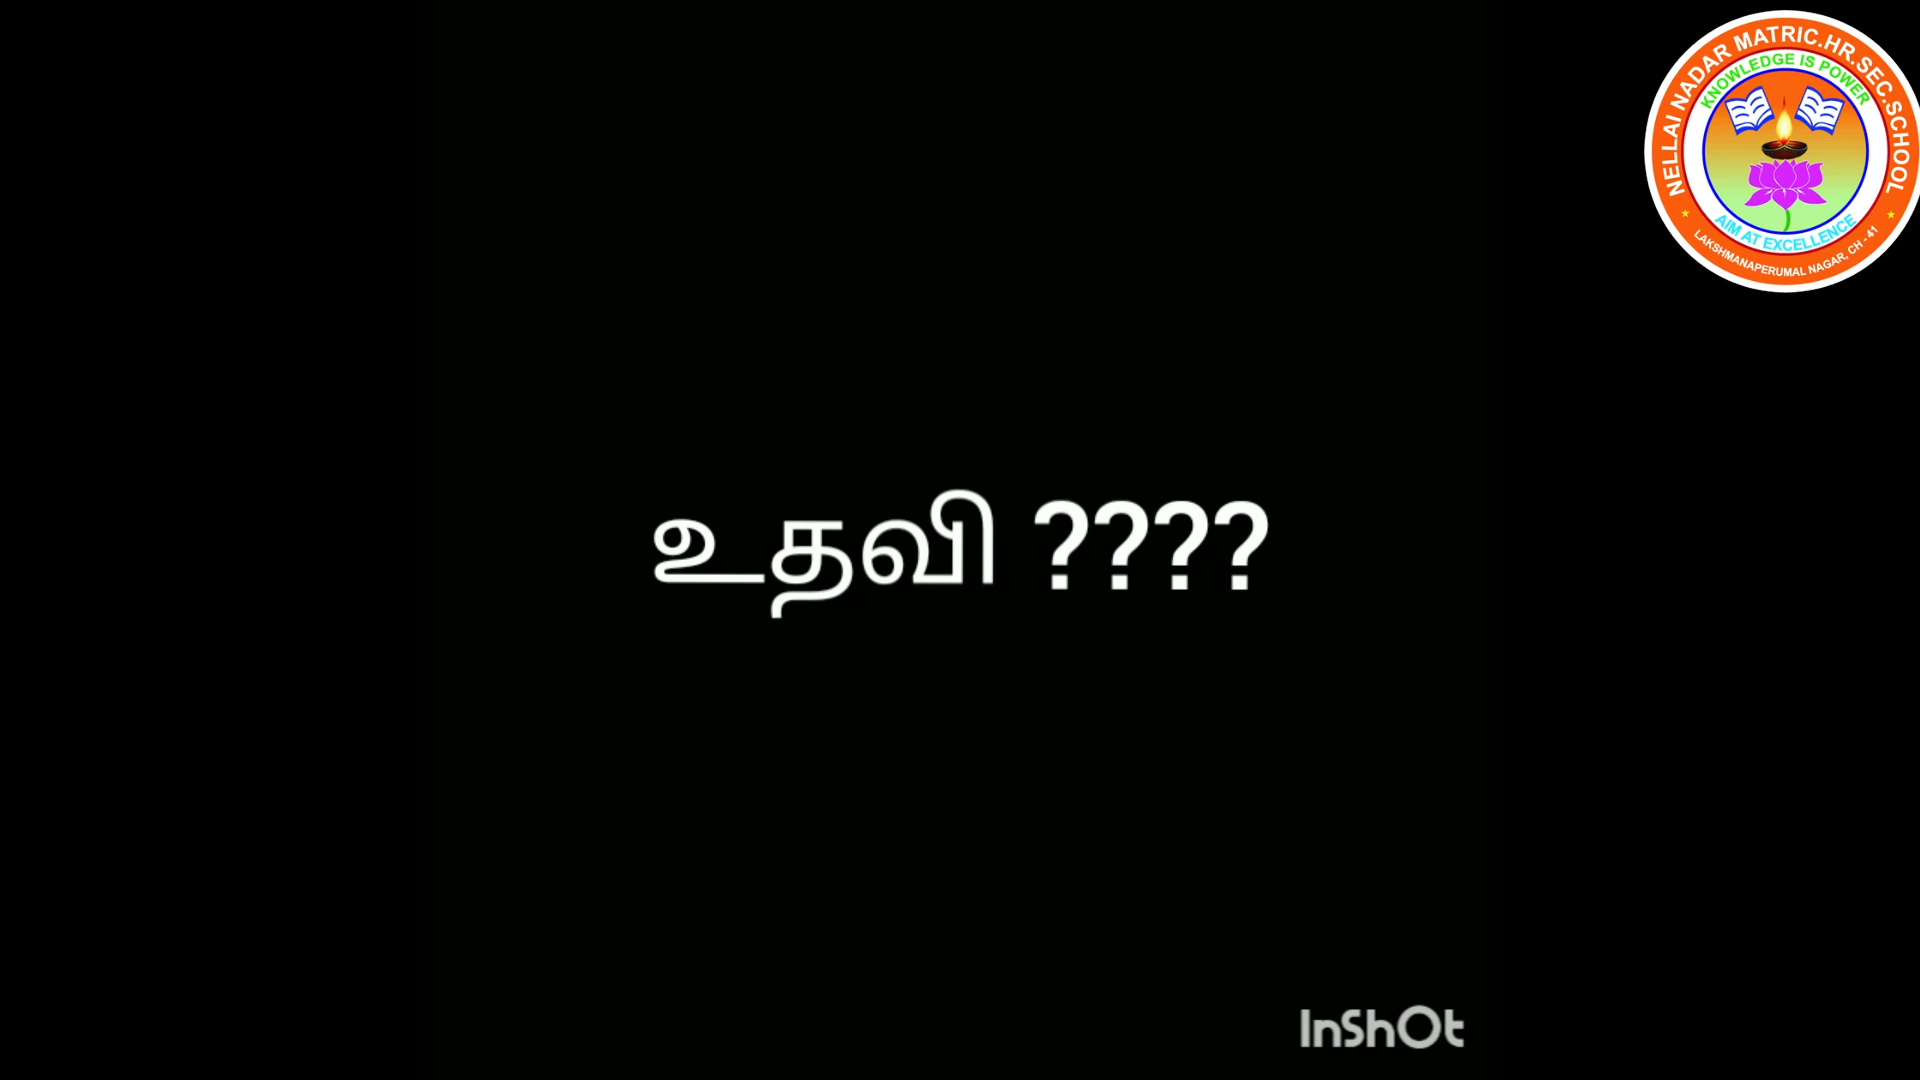 NELLAI NADAR MATRIC.HR.SEC.SCHOOL
KNOWLEDGE IS POWER
AIM AT EXCELLENCE
LAKSHMANAPERUMAL NAGAR, CH - 41
உதவி ????
InShOt